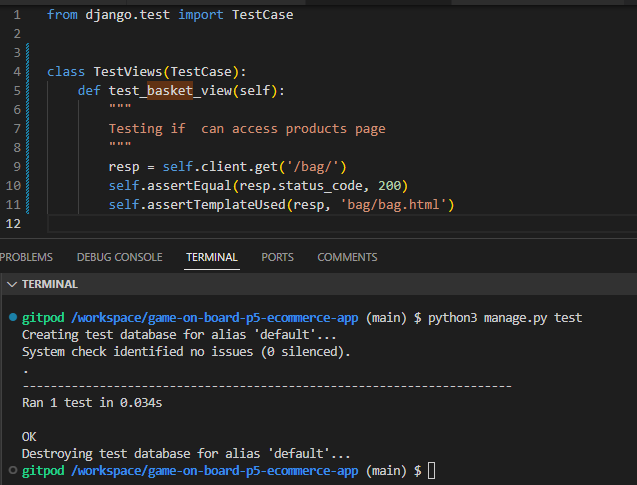 1 from django.test import TestCase
2
3
4 class TestViews(TestCase):
5 def test_basket_view(self):
6 """
7 Testing if  can access products page
8 """
9 resp = self.client.get('/bag/')
10 self.assertEqual(resp.status_code, 200)
11 self.assertTemplateUsed(resp, 'bag/bag.html')
12
PROBLEMS DEBUG CONSOLE TERMINAL PORTS COMMENTS
TERMINAL
gitpod /workspace/game-on-board-p5-ecommerce-app (main) $ python3 manage.py test
Creating test database for alias 'default'...
System check identified no issues (0 silenced).
.
----------------------------------------------------------------------
Ran 1 test in 0.034s
OK
Destroying test database for alias 'default'...
gitpod /workspace/game-on-board-p5-ecommerce-app (main) $